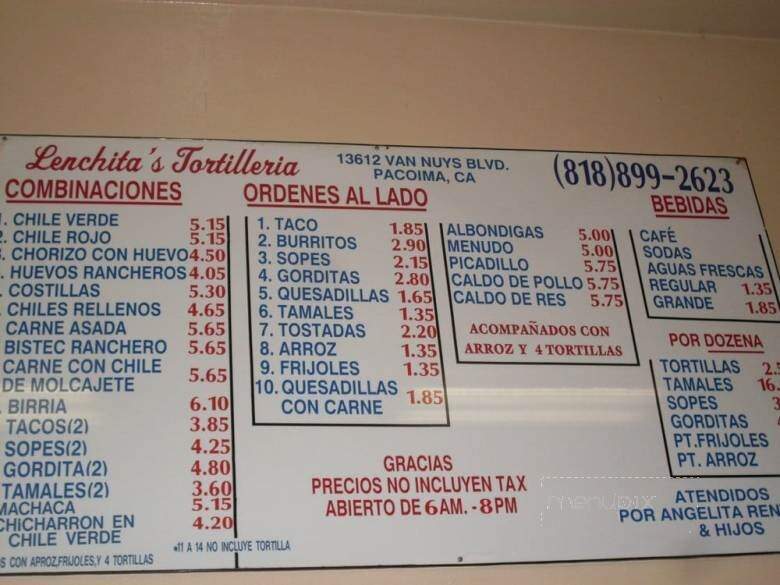 Lenchita's Tortilleria
13612 VAN NUYS BLVD.
PACOIMA, CA
(818)899-2623
COMBINACIONES
1. CHILE VERDE 5.15
2. CHILE ROJO 5.15
CHORIZO CON HUEVO 4.50
HUEVOS RANCHEROS 4.05
COSTILLAS 5.30
CHILES RELLENOS 4.65
CARNE ASADA 5.65
BISTEC RANCHERO 5.65
CARNE CON CHILE
DE MOLCAJETE 5.65
BIRRIA 6.10
TACOS(2) 3.85
SOPES(2) 4.25
GORDITA(2) 4.80
TAMALES(2) 3.60
MACHACA 5.15
CHICHARRON EN
CHILE VERDE 4.20
CON APROZ,FRIJOLES,Y 4 TORTILLAS
*11 A 14 NO INCLUYE TORTILLA
ORDENES AL LADO
1. TACO 1.85
2. BURRITOS 2.90
3. SOPES 2.15
4. GORDITAS 2.80
5. QUESADILLAS 1.65
6. TAMALES 1.35
7. TOSTADAS 2.20
8. ARROZ 1.35
9. FRIJOLES 1.35
10. QUESADILLAS
CON CARNE 1.85
ALBONDIGAS 5.00
MENUDO 5.00
PICADILLO 5.75
CALDO DE POLLO 5.75
CALDO DE RES 5.75
ACOMPAÑADOS CON
ARROZ Y 4 TORTILLAS
BEBIDAS
CAFÉ
SODAS
AGUAS FRESCAS
REGULAR 1.35
GRANDE 1.85
POR DOZENA
TORTILLAS
TAMALES
SOPES
GORDITAS
PT.FRIJOLES
PT. ARROZ
GRACIAS
PRECIOS NO INCLUYEN TAX
ABIERTO DE 6 AM. - 8 PM
ATENDIDOS
POR ANGELITA
& HIJOS
menupix